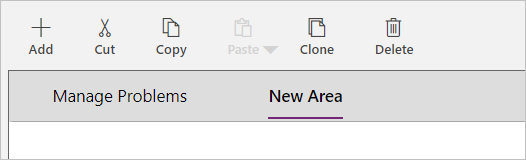 Add Cut Copy Paste Clone Delete
Manage Problems New Area